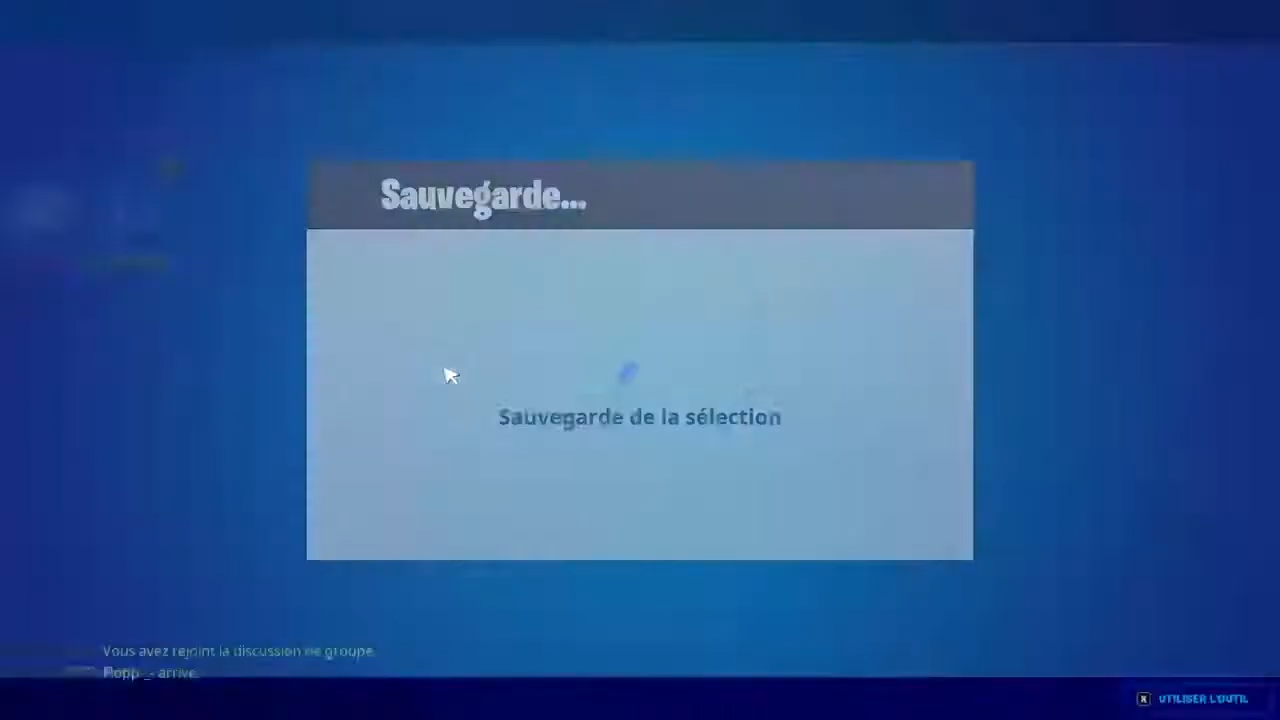 Sauvegarde...
Sauvegarde de la sélection
Vous avez rejoint la discussion de groupe.
arrive.
UTILISER L'OUTIL